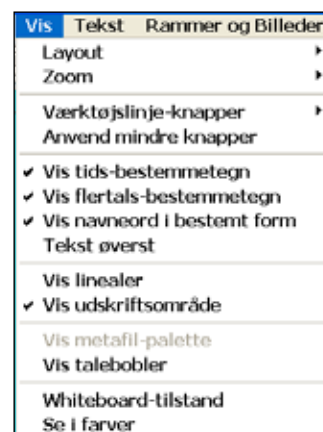 Vis Tekst Rammer og Billeder
Layout
Zoom
Værktøjslinje-knapper
Anvend mindre knapper
Vis tids-bestemmetegn
Vis flertals-bestemmetegn
Vis navneord i bestemt form
Tekst øverst
Vis linealer
Vis udskriftsområde
Vis metafil-palette
Vis talebobler
Whiteboard-tilstand
Se i farver